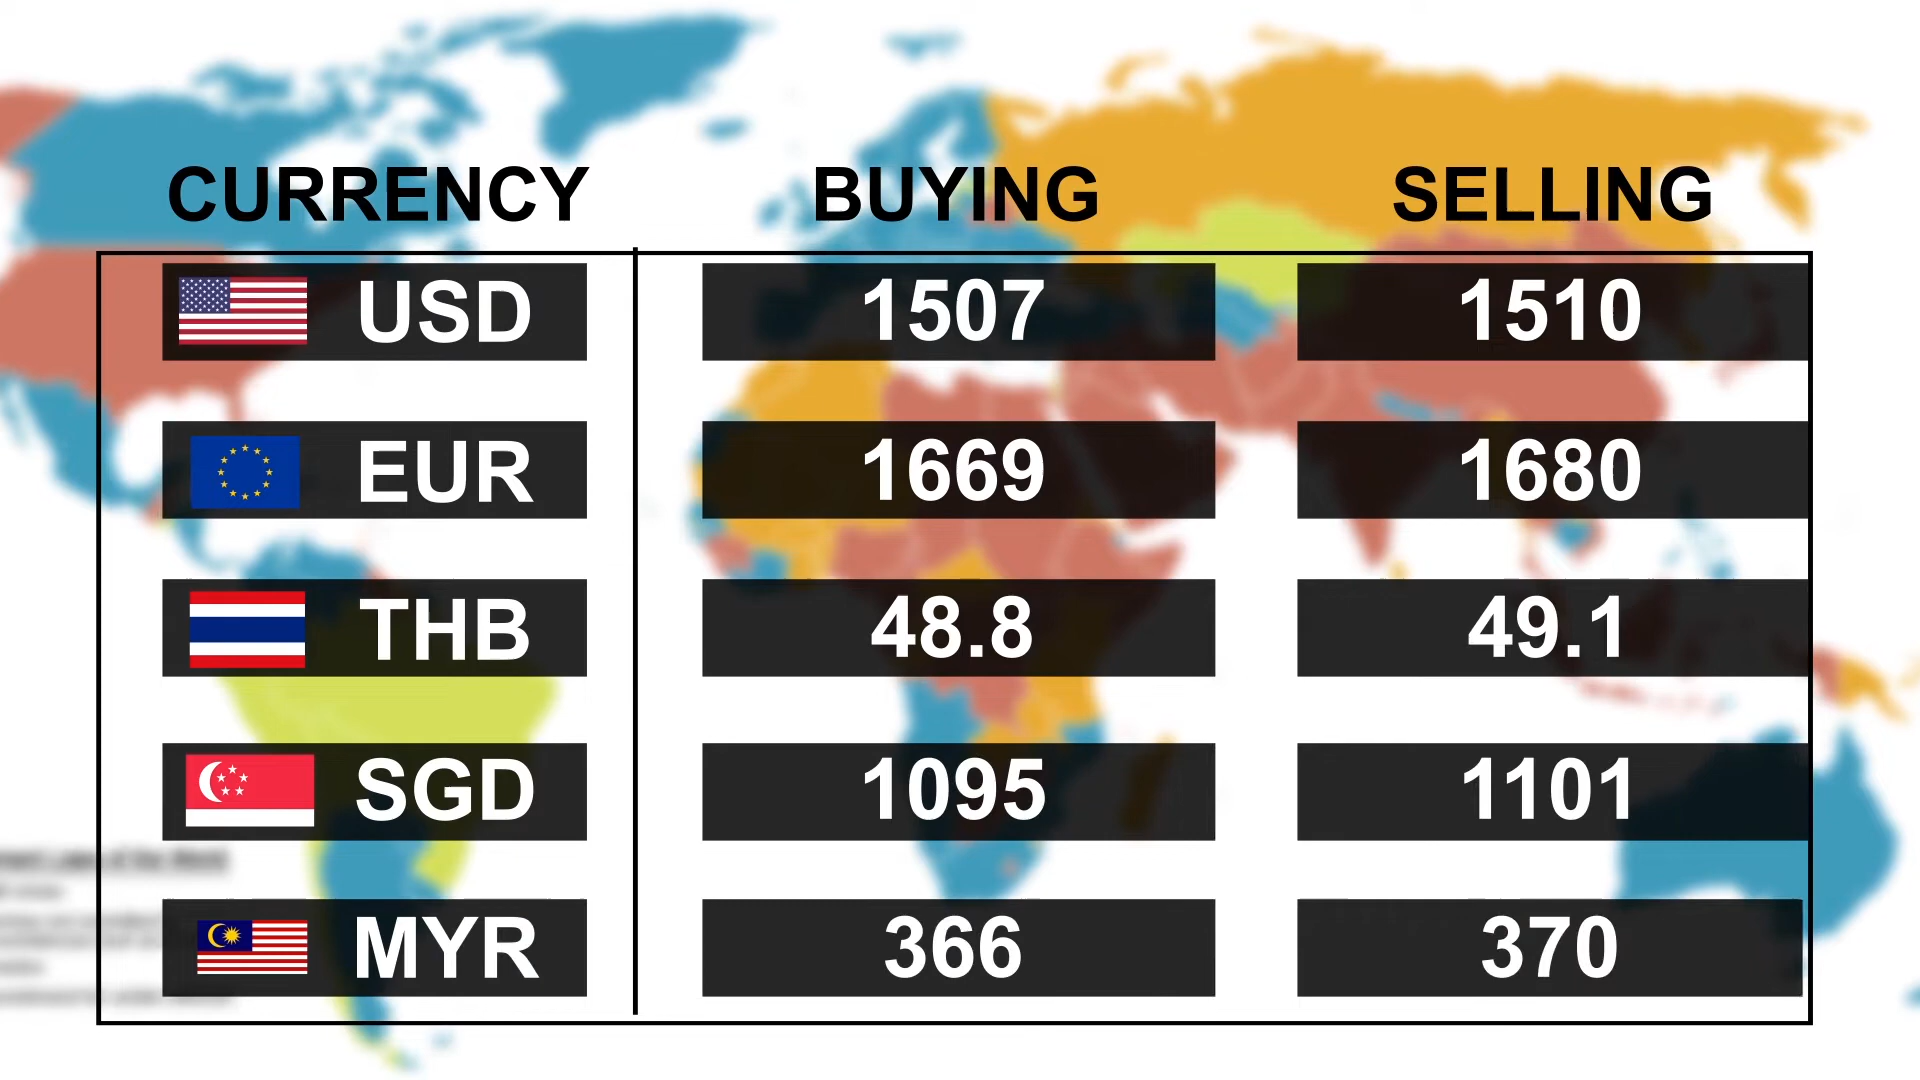 CURRENCY BUYING SELLING
USD 1507 1510
EUR 1669 1680
THB 48.8 49.1
SGD 1095 1101
MYR 366 370